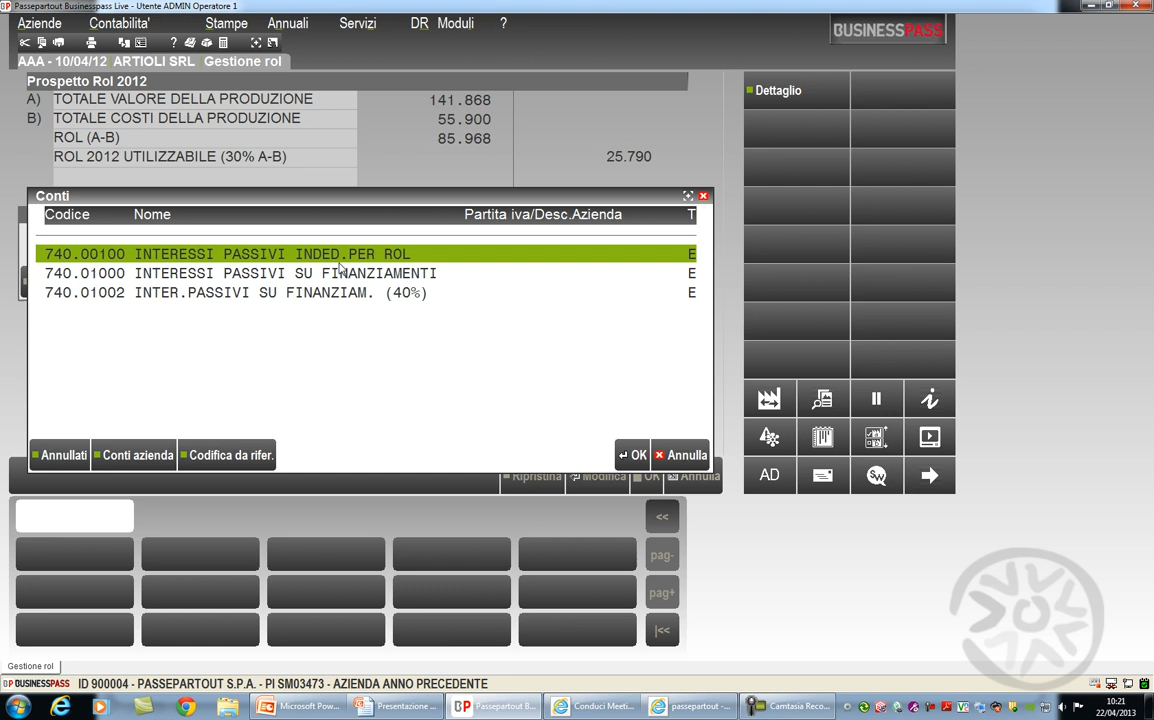 Passepartout Businesspass Live - Utente ADMIN Operatore 1
Aziende Contabilita' Stampe Annuali Servizi DR Moduli ?
BUSINESSPASS
AAA - 10/04/12 ARTIOLI SRL Gestione rol
Prospetto Rol 2012
A) TOTALE VALORE DELLA PRODUZIONE 141.868
B) TOTALE COSTI DELLA PRODUZIONE 55.900
ROL (A-B) 85.968
ROL 2012 UTILIZZABILE (30% A-B) 25.790
Dettaglio
Conti
Codice Nome Partita iva/Desc.Azienda T
740.00100 INTERESSI PASSIVI INDED.PER ROL E
740.01000 INTERESSI PASSIVI SU FINANZIAMENTI E
740.01002 INTER.PASSIVI SU FINANZIAM. (40%) E
Annullati Conti azienda Codifica da rifer. OK Annulla
Ripristina Modifica OK Annulla
AD
<<
pag-
pag+
|<<
Gestione rol
BUSINESSPASS ID 900004 - PASSEPARTOUT S.P.A. - PI SM03473 - AZIENDA ANNO PRECEDENTE
Microsoft Pow... Presentazione ... Passepartout B... Conduci Meeti... passepartout -... Camtasia Reco...
10:21
22/04/2013